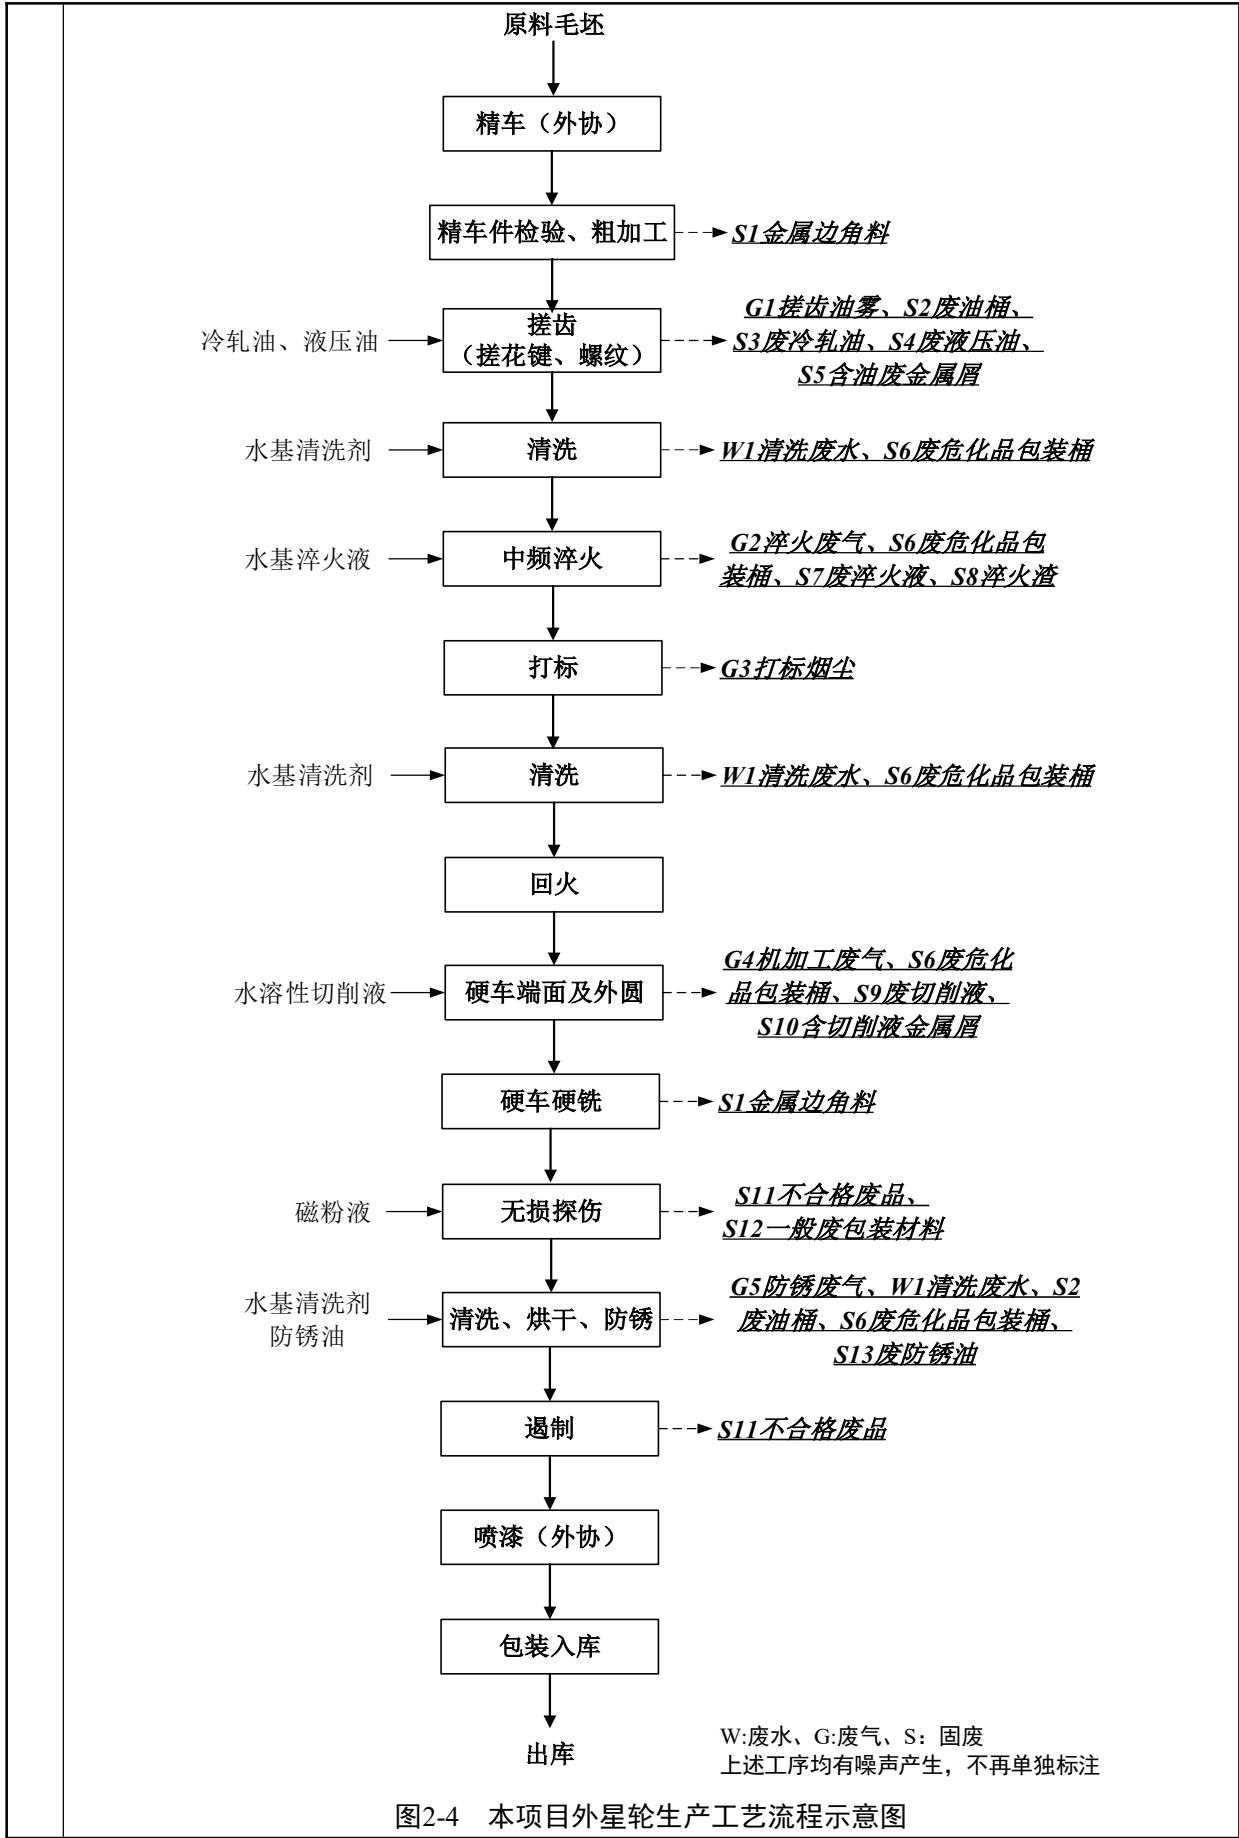 原料毛坯
精车（外协）
精车件检验、粗加工
S1金属边角料
冷轧油、液压油
搓齿
（搓花键、螺纹）
G1搓齿油雾、S2废油桶、
S3废冷轧油、S4废液压油、
S5含油废金属屑
水基清洗剂
清洗
W1清洗废水、S6废危化品包装桶
水基淬火液
中频淬火
G2淬火废气、S6废危化品包
装桶、S7废淬火液、S8淬火渣
打标
G3打标烟尘
水基清洗剂
清洗
W1清洗废水、S6废危化品包装桶
回火
水溶性切削液
硬车端面及外圆
G4机加工废气、S6废危化
品包装桶、S9废切削液、
S10含切削液金属屑
硬车硬铣
S1金属边角料
磁粉液
无损探伤
S11不合格废品、
S12一般废包装材料
水基清洗剂
防锈油
清洗、烘干、防锈
G5防锈废气、W1清洗废水、S2
废油桶、S6废危化品包装桶、
S13废防锈油
遏制
S11不合格废品
喷漆（外协）
包装入库
出库
W:废水、G:废气、S：固废
上述工序均有噪声产生，不再单独标注
图2-4 本项目外星轮生产工艺流程示意图